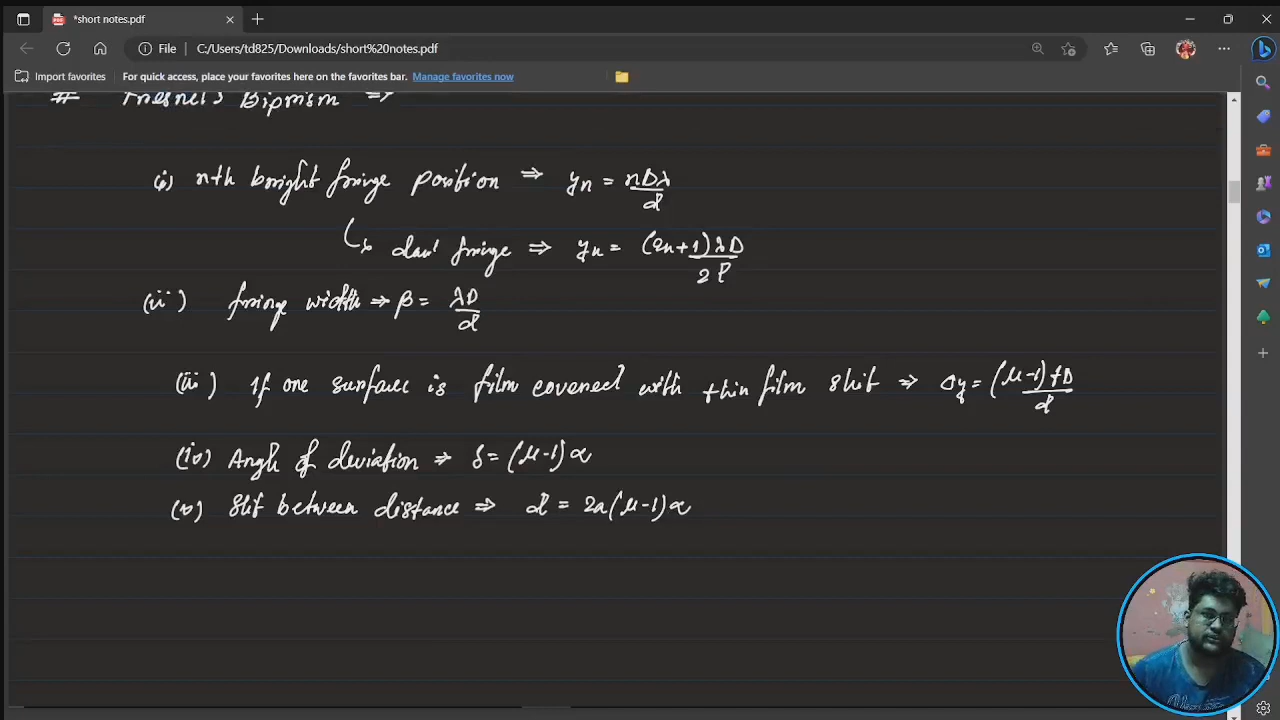 *short notes.pdf
File C:/Users/td825/Downloads/short%20notes.pdf
Import favorites For quick access, place your favorites here on the favorites bar. Manage favorites now
# Fresnel's Biprism ⇒
(i) nth bright fringe position ⇒ yn = nDλ/d
dark fringe ⇒ yn = (2n+1)λD/2d
(ii) fringe width ⇒ β = λD/d
(iii) If one surface is film covered with thin film shift ⇒ Δy = (μ-1)tD/d
(iv) Angle of deviation ⇒ δ = (μ-1)α
(v) Slit between distance ⇒ d = 2a(μ-1)α